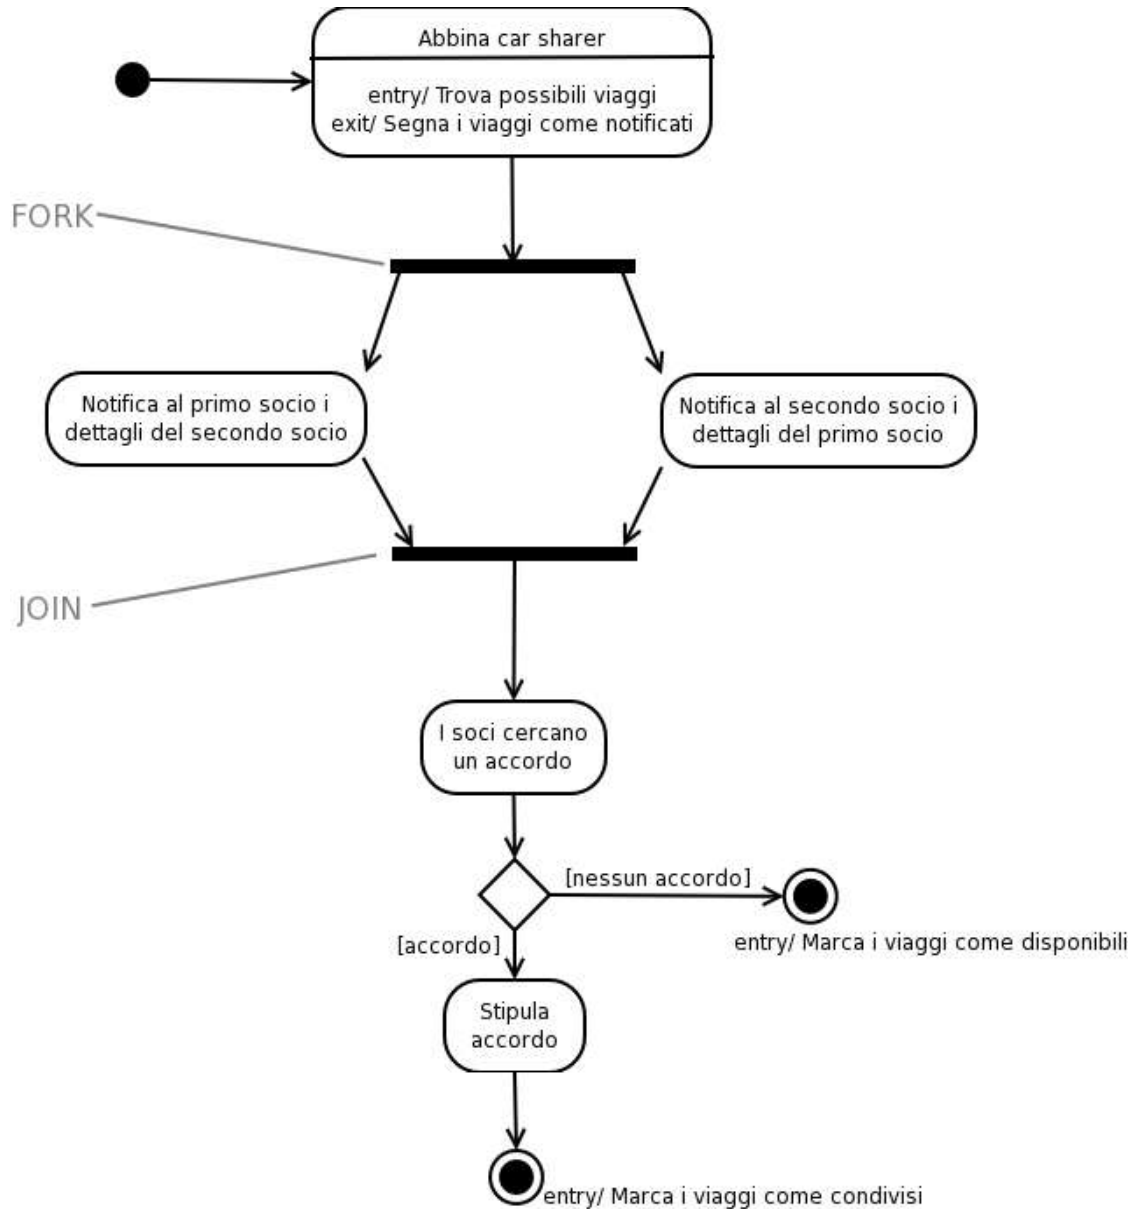 Abbina car sharer
entry/ Trova possibili viaggi
exit/ Segna i viaggi come notificati
FORK
Notifica al primo socio i
dettagli del secondo socio
Notifica al secondo socio i
dettagli del primo socio
JOIN
I soci cercano
un accordo
[nessun accordo]
entry/ Marca i viaggi come disponibili
[accordo]
Stipula
accordo
entry/ Marca i viaggi come condivisi